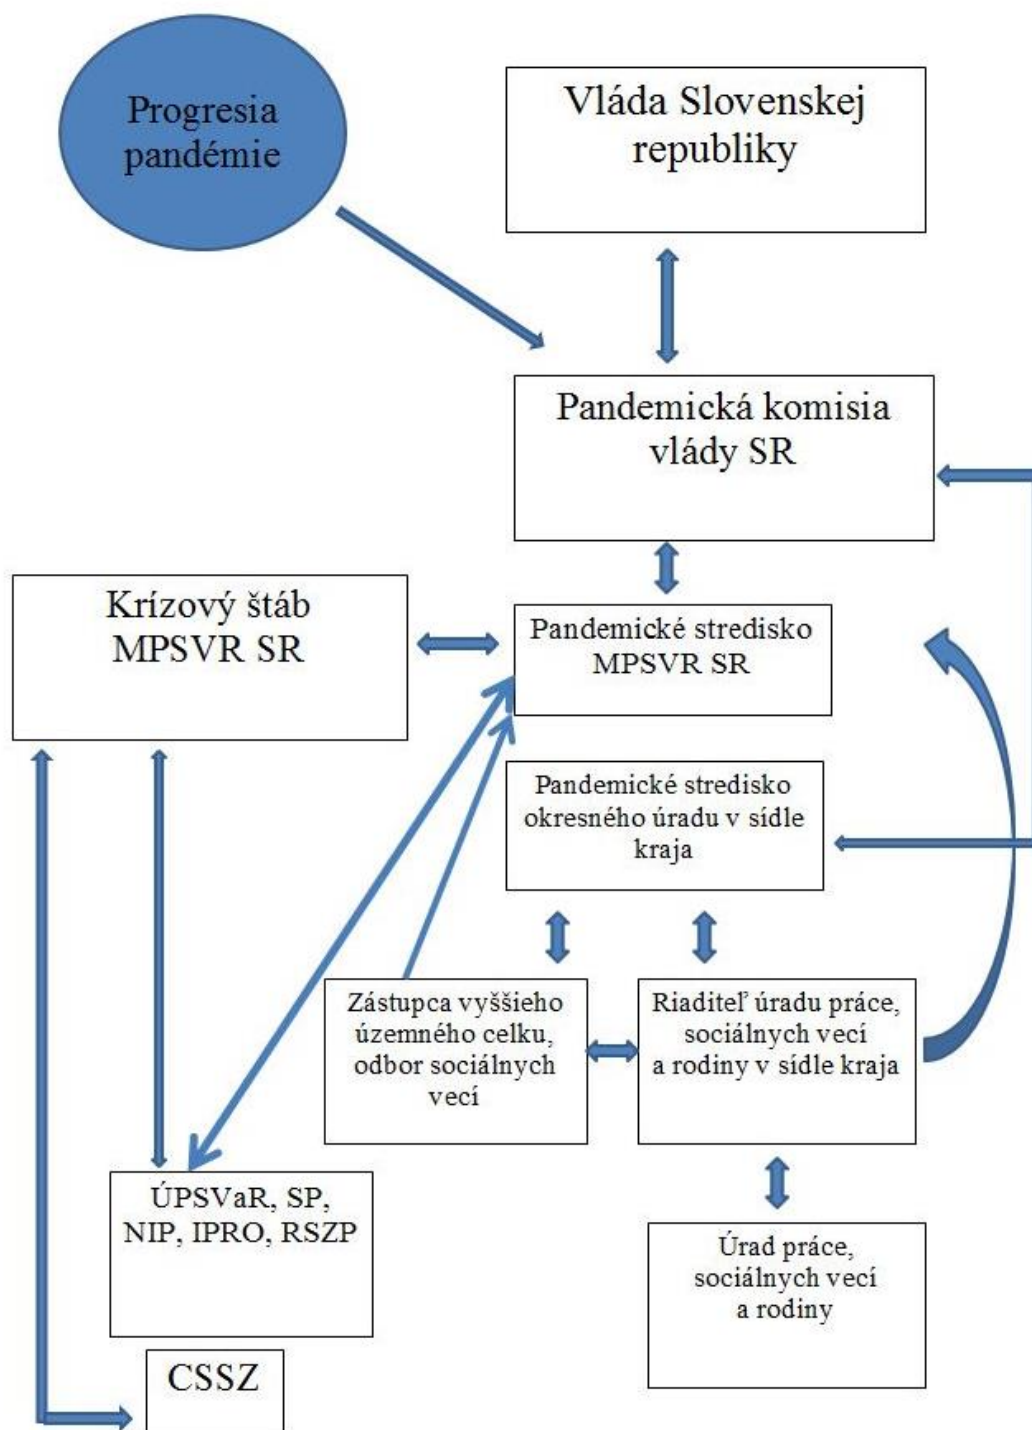 Progresia
pandémie
Vláda Slovenskej
republiky
Pandemická komisia
vlády SR
Krízový štáb
MPSVR SR
Pandemické stredisko
MPSVR SR
Pandemické stredisko
okresného úradu v sídle
kraja
Zástupca vyššieho
územného celku,
odbor sociálnych
vecí
Riaditeľ úradu práce,
sociálnych vecí
a rodiny v sídle kraja
ÚPSVaR, SP,
NIP, IPRO, RSZP
Úrad práce,
sociálnych vecí
a rodiny
CSSZ